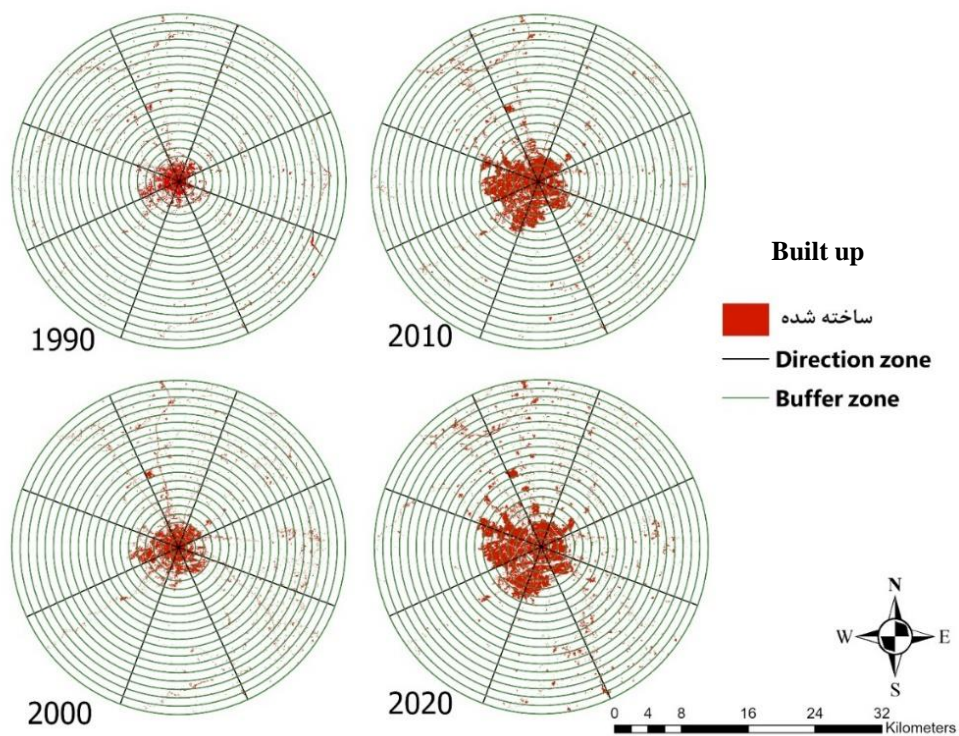 1990
2010
Built up
ساخته شده
Direction zone
Buffer zone
2000
2020
N
W
E
S
0 4 8 16 24 32
Kilometers